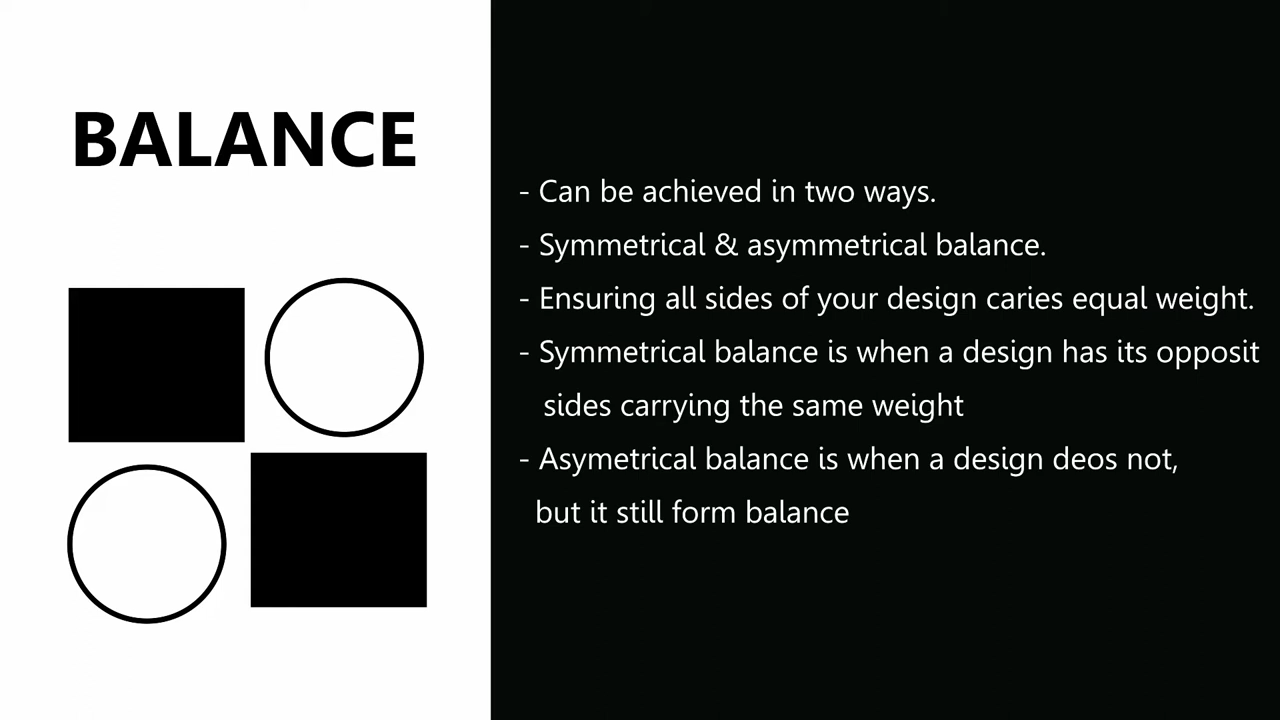 BALANCE
- Can be achieved in two ways.
- Symmetrical & asymmetrical balance.
- Ensuring all sides of your design caries equal weight.
- Symmetrical balance is when a design has its opposit
sides carrying the same weight
- Asymetrical balance is when a design deos not,
but it still form balance